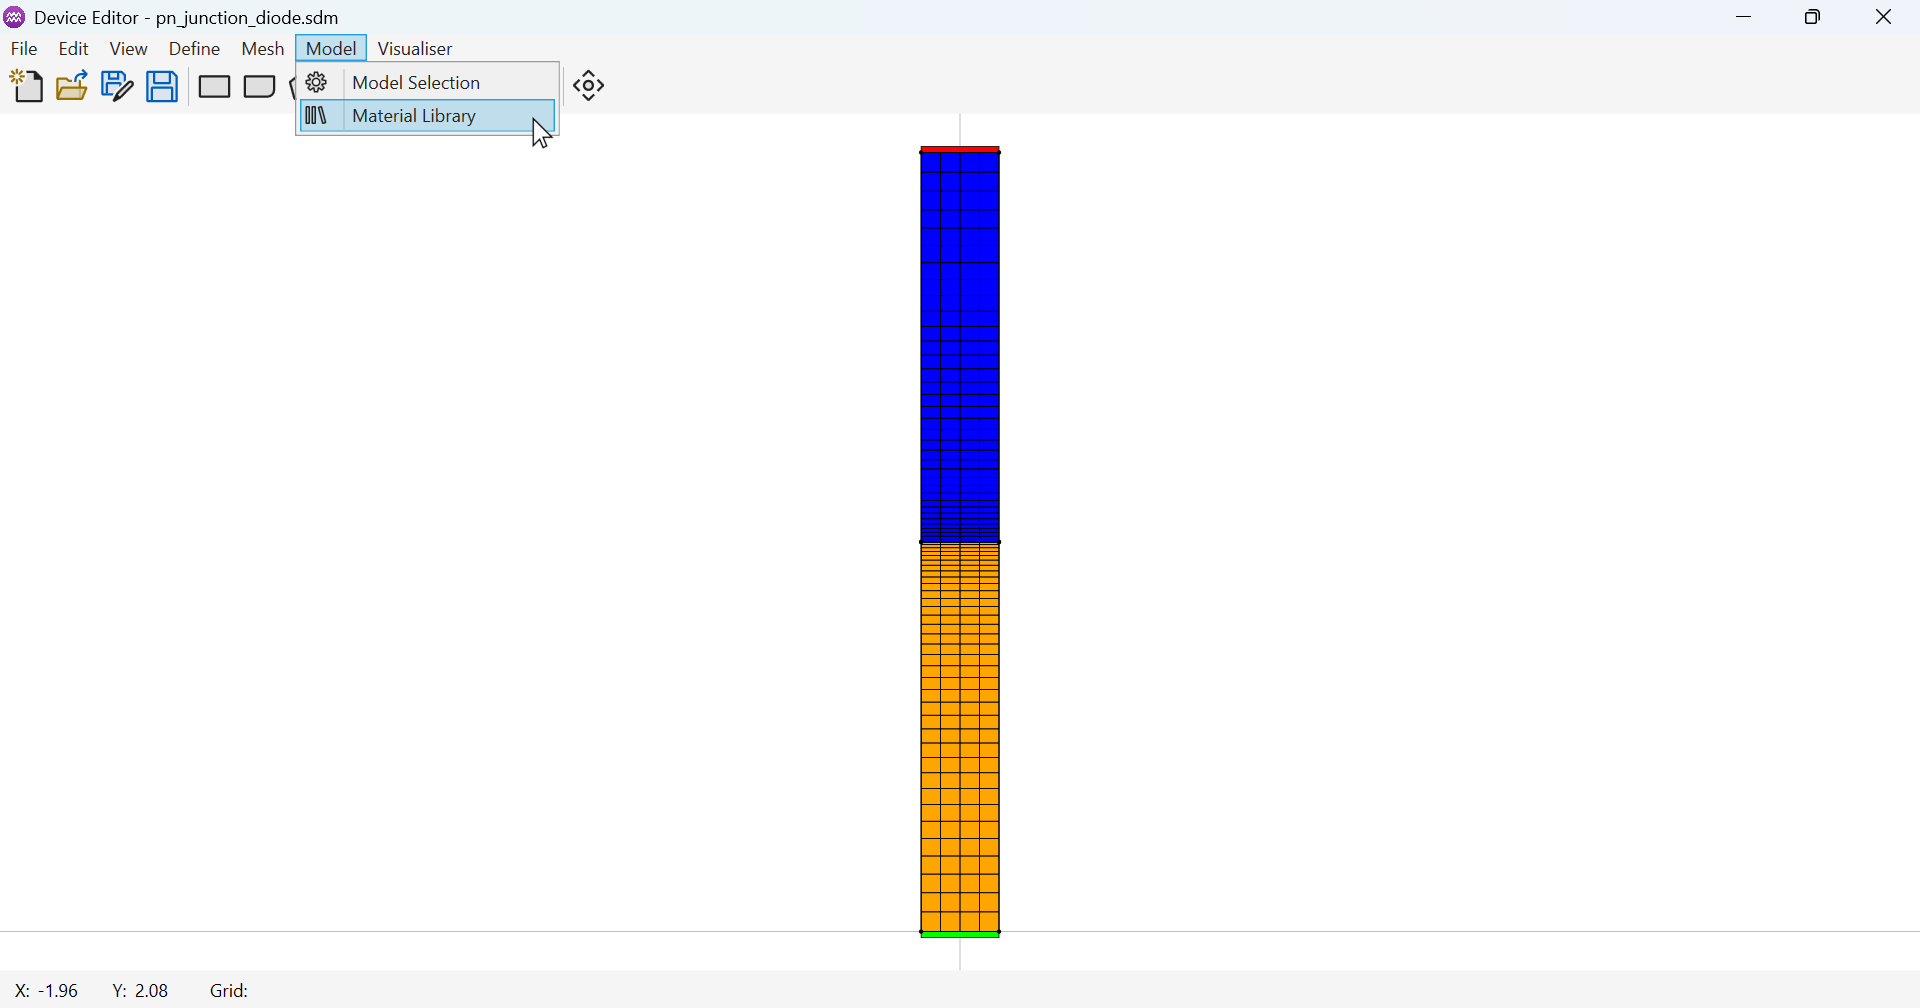 Device Editor - pn_junction_diode.sdm
File Edit View Define Mesh Model Visualiser
Model Selection
Material Library
X: -1.96 Y: 2.08 Grid: